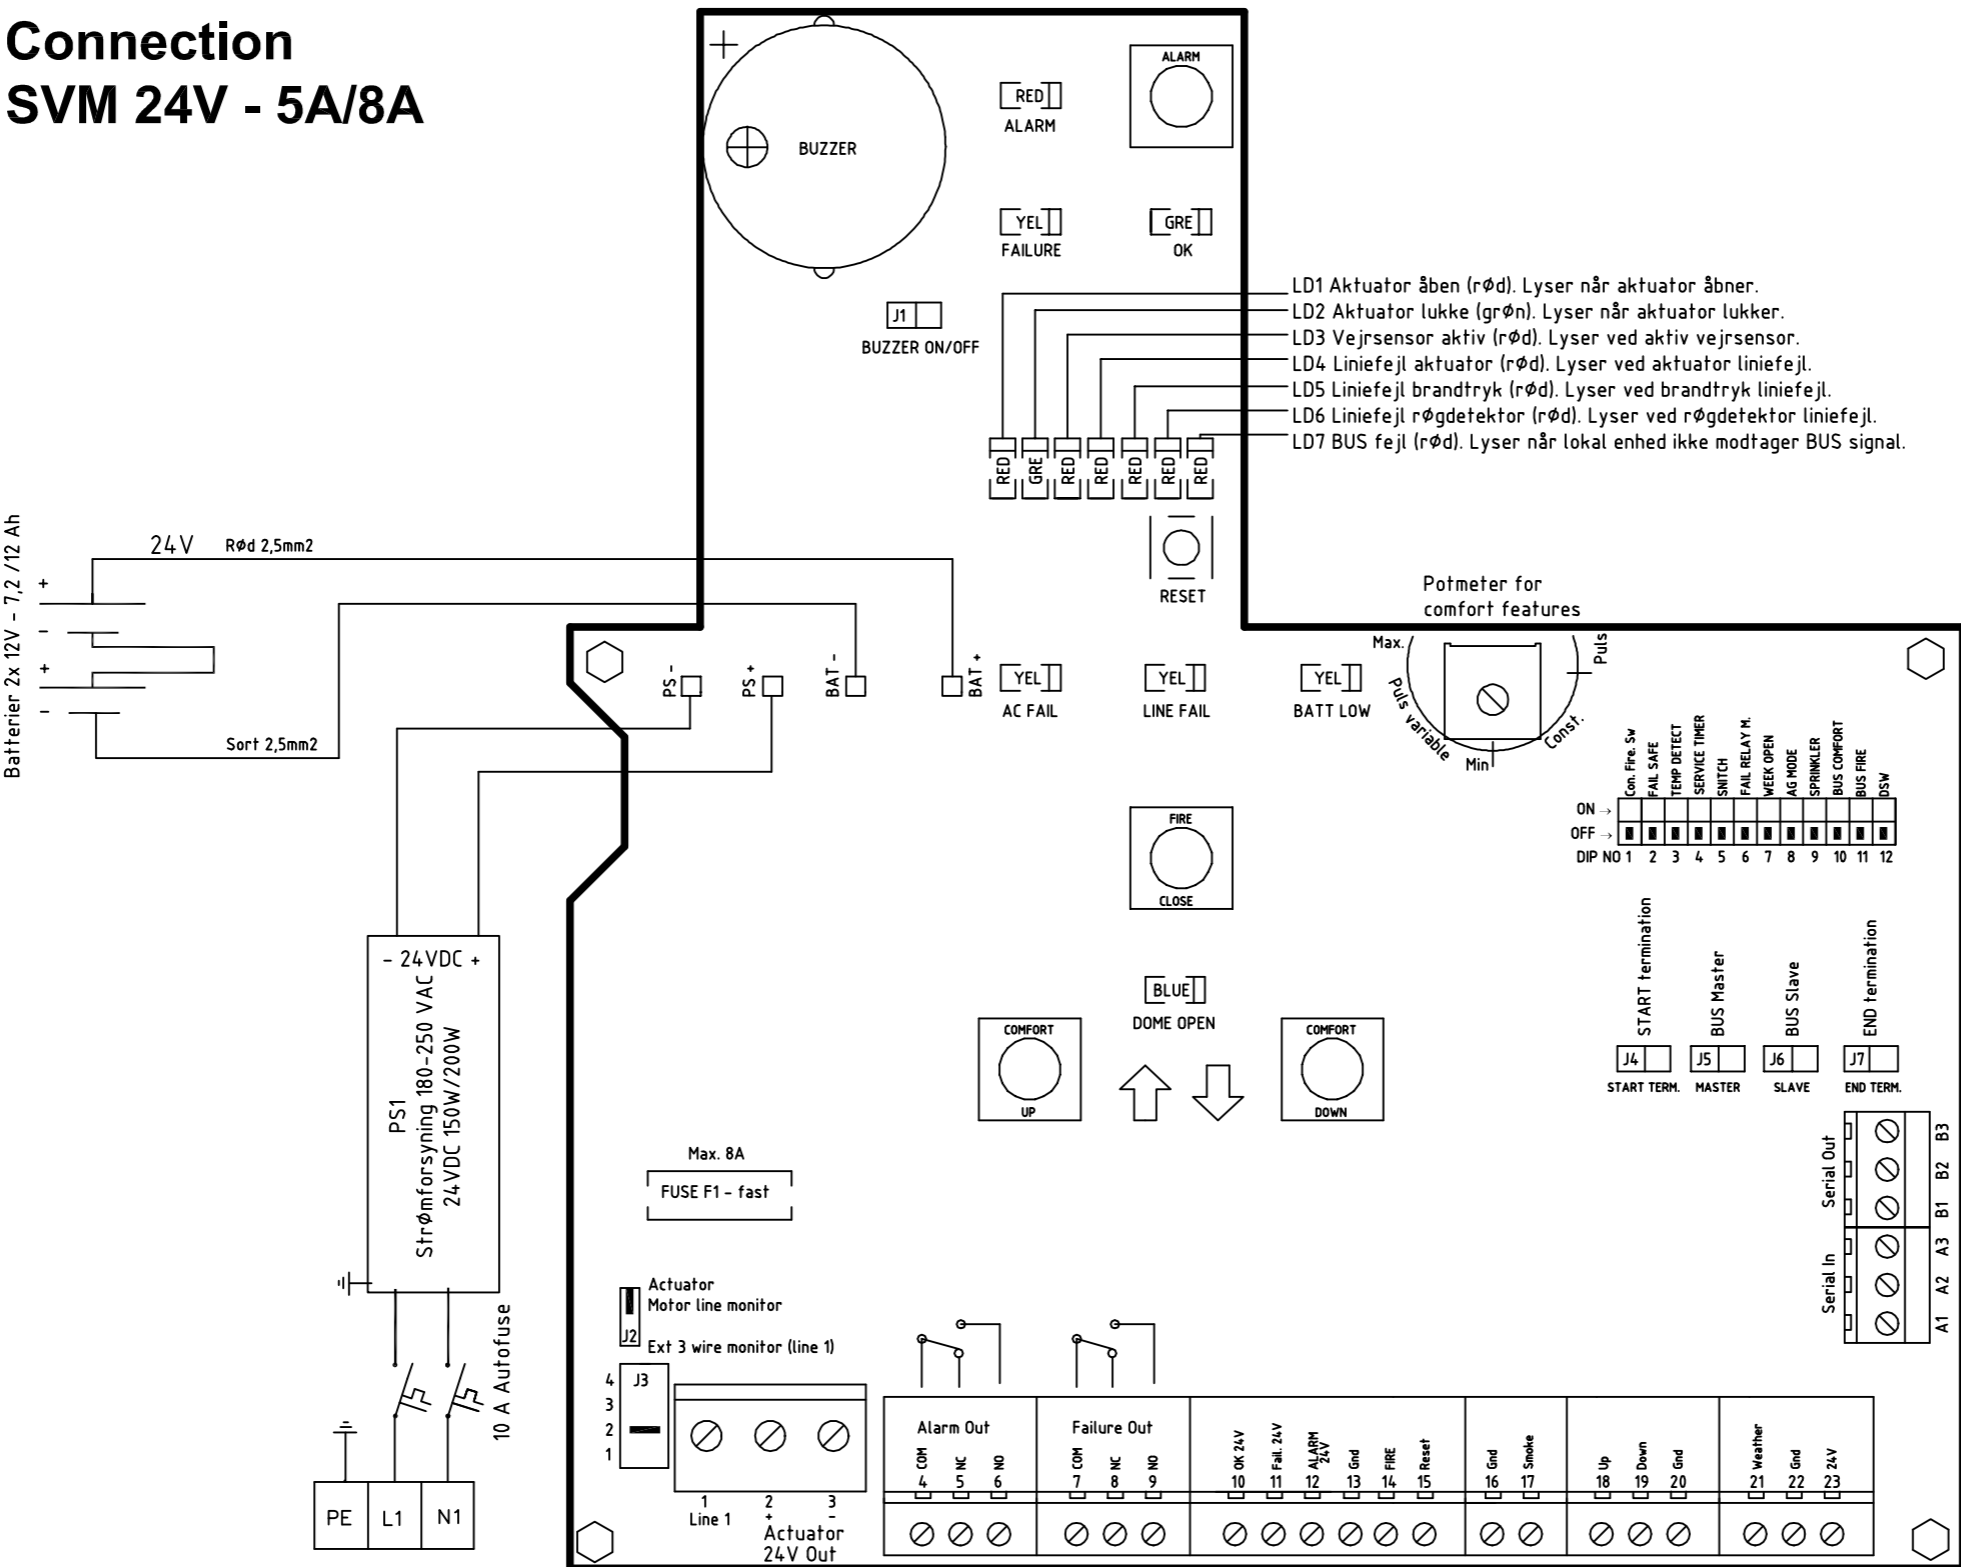 Connection
SVM 24V - 5A/8A
ALARM
RED
ALARM
BUZZER
YEL
FAILURE
GRE
OK
J1
BUZZER ON/OFF
LD1 Aktuator åben (rØd). Lyser når aktuator åbner.
LD2 Aktuator lukke (grØn). Lyser når aktuator lukker.
LD3 Vejrsensor aktiv (rØd). Lyser ved aktiv vejrsensor.
LD4 Liniefejl aktuator (rØd). Lyser ved aktuator liniefejl.
LD5 Liniefejl brandtryk (rØd). Lyser ved brandtryk liniefejl.
LD6 Liniefejl rØgdetektor (rØd). Lyser ved rØgdetektor liniefejl.
LD7 BUS fejl (rØd). Lyser når lokal enhed ikke modtager BUS signal.
RED GRE RED RED RED RED RED
RESET
Batterier 2x 12V - 7,2 /12 Ah
24V RØd 2,5mm2
+
-
+
-
Sort 2,5mm2
PS -
PS +
BAT -
BAT +
YEL
AC FAIL
YEL
LINE FAIL
YEL
BATT LOW
Potmeter for
comfort features
Max.
Puls
Puls variable
Const.
Min
Con. Fire. Sw
FAIL SAFE
TEMP DETECT
SERVICE TIMER
SNITCH
FAIL RELAY M.
WEEK OPEN
AG MODE
SPRINKLER
BUS COMFORT
BUS FIRE
DSW
ON →
OFF →
DIP NO 1 2 3 4 5 6 7 8 9 10 11 12
FIRE
CLOSE
BLUE
DOME OPEN
COMFORT
UP
COMFORT
DOWN
START termination
BUS Master
BUS Slave
END termination
J4 J5 J6 J7
START TERM. MASTER SLAVE END TERM.
Serial Out
B3
B2
B1
Serial In
A3
A2
A1
- 24VDC +
PS1
StrØmforsyning 180-250 VAC
24VDC 150W/200W
10 A Autofuse
PE L1 N1
Max. 8A
FUSE F1 - fast
Actuator
Motor line monitor
J2
Ext 3 wire monitor (line 1)
J3
4
3
2
1
1 2 3
Line 1 + -
Actuator
24V Out
Alarm Out
COM NC NO
4 5 6
Failure Out
COM NC NO
7 8 9
OK 24V
Fail. 24V
ALARM
24V
Gnd
FIRE
Reset
10 11 12 13 14 15
Gnd Smoke
16 17
Up Down Gnd
18 19 20
Weather Gnd 24V
21 22 23